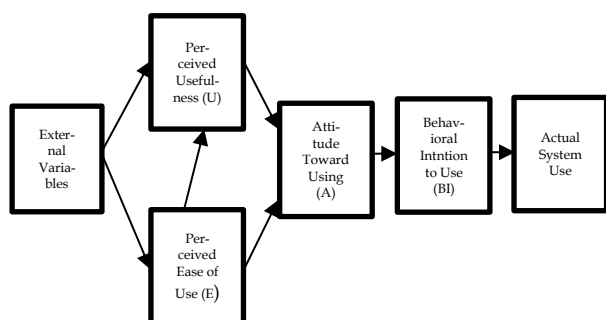 Exter-
nal
Varia-
bles
Per-
ceived
Useful-
ness (U)
Per-
ceived
Ease of
Use (E)
Atti-
tude
Toward
Using
(A)
Behav-
ioral
Intntion
to Use
(BI)
Actual
System
Use